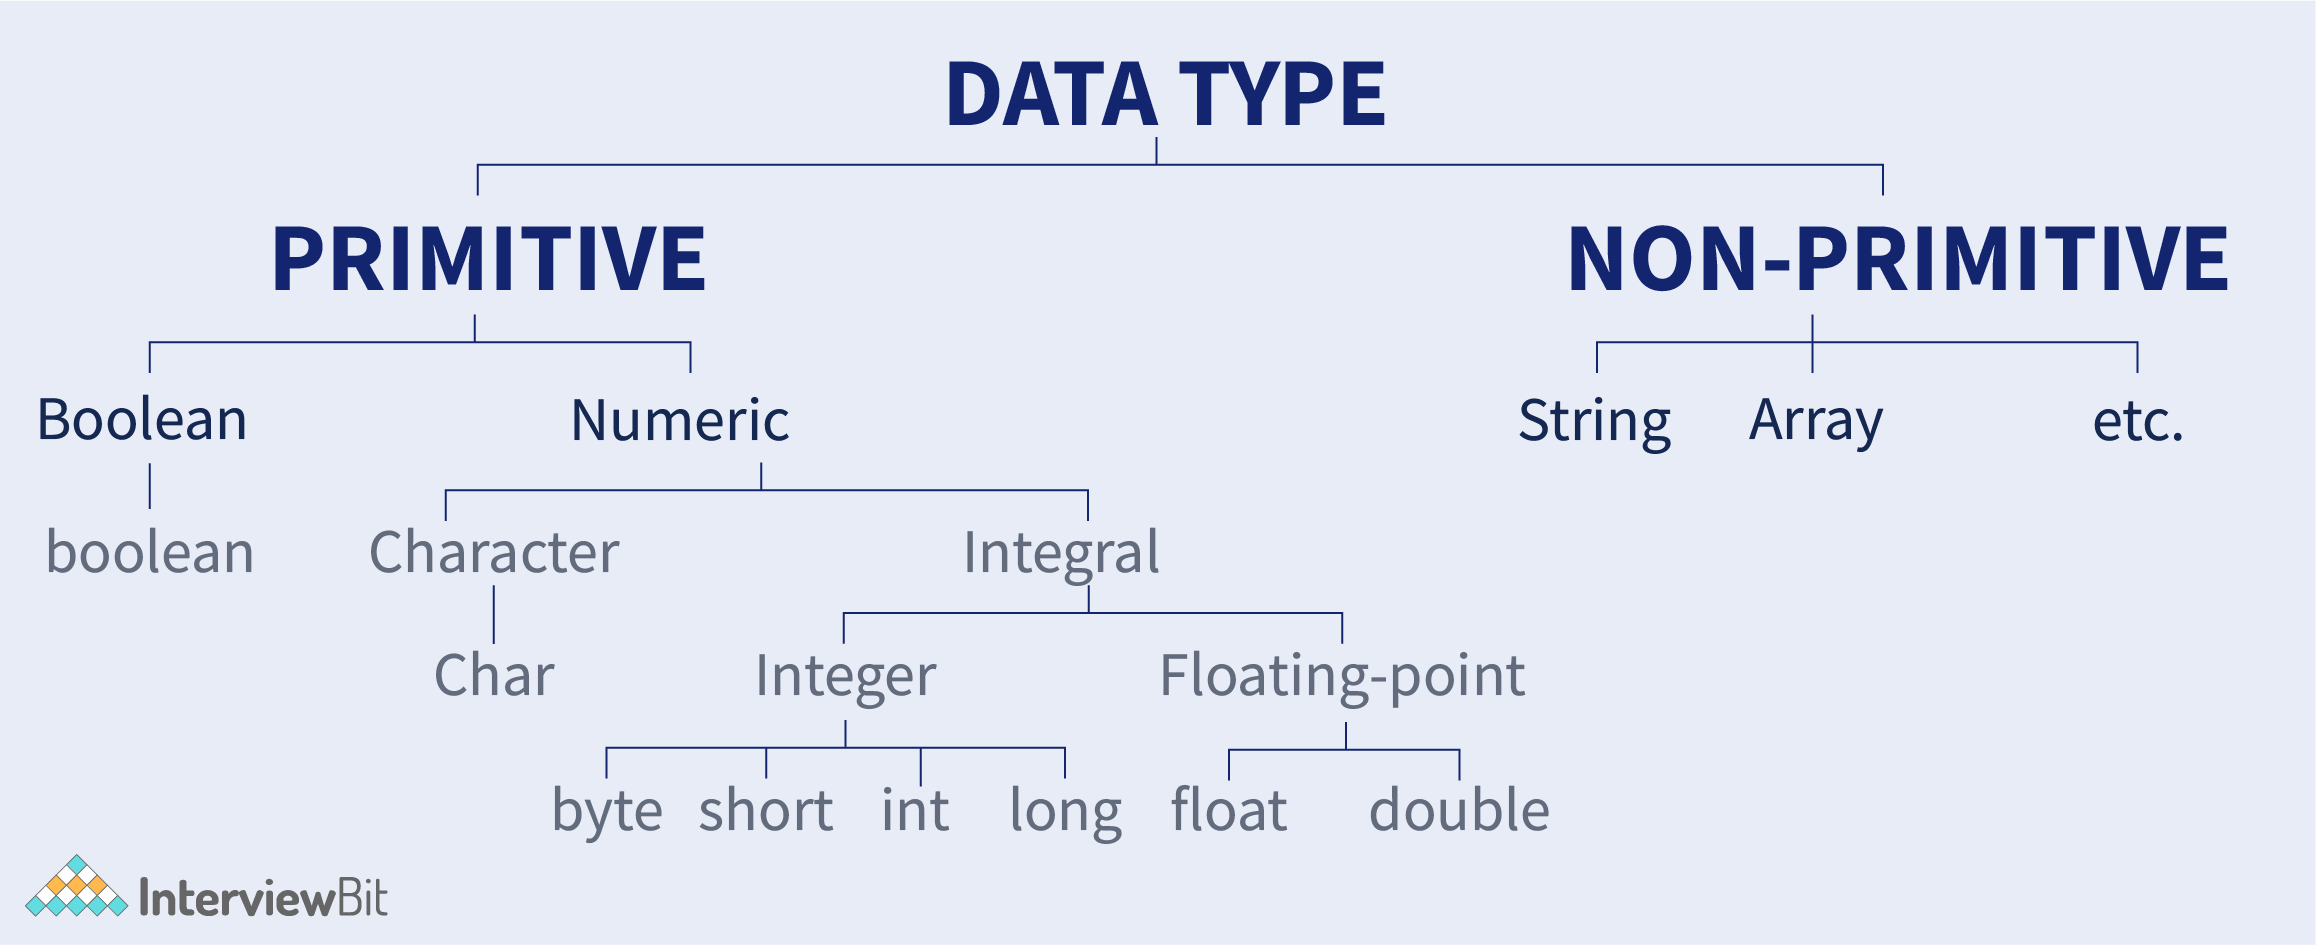 DATA TYPE
PRIMITIVE NON-PRIMITIVE
Boolean Numeric String Array etc.
boolean Character Integral
Char Integer Floating-point
byte short int long float double
InterviewBit